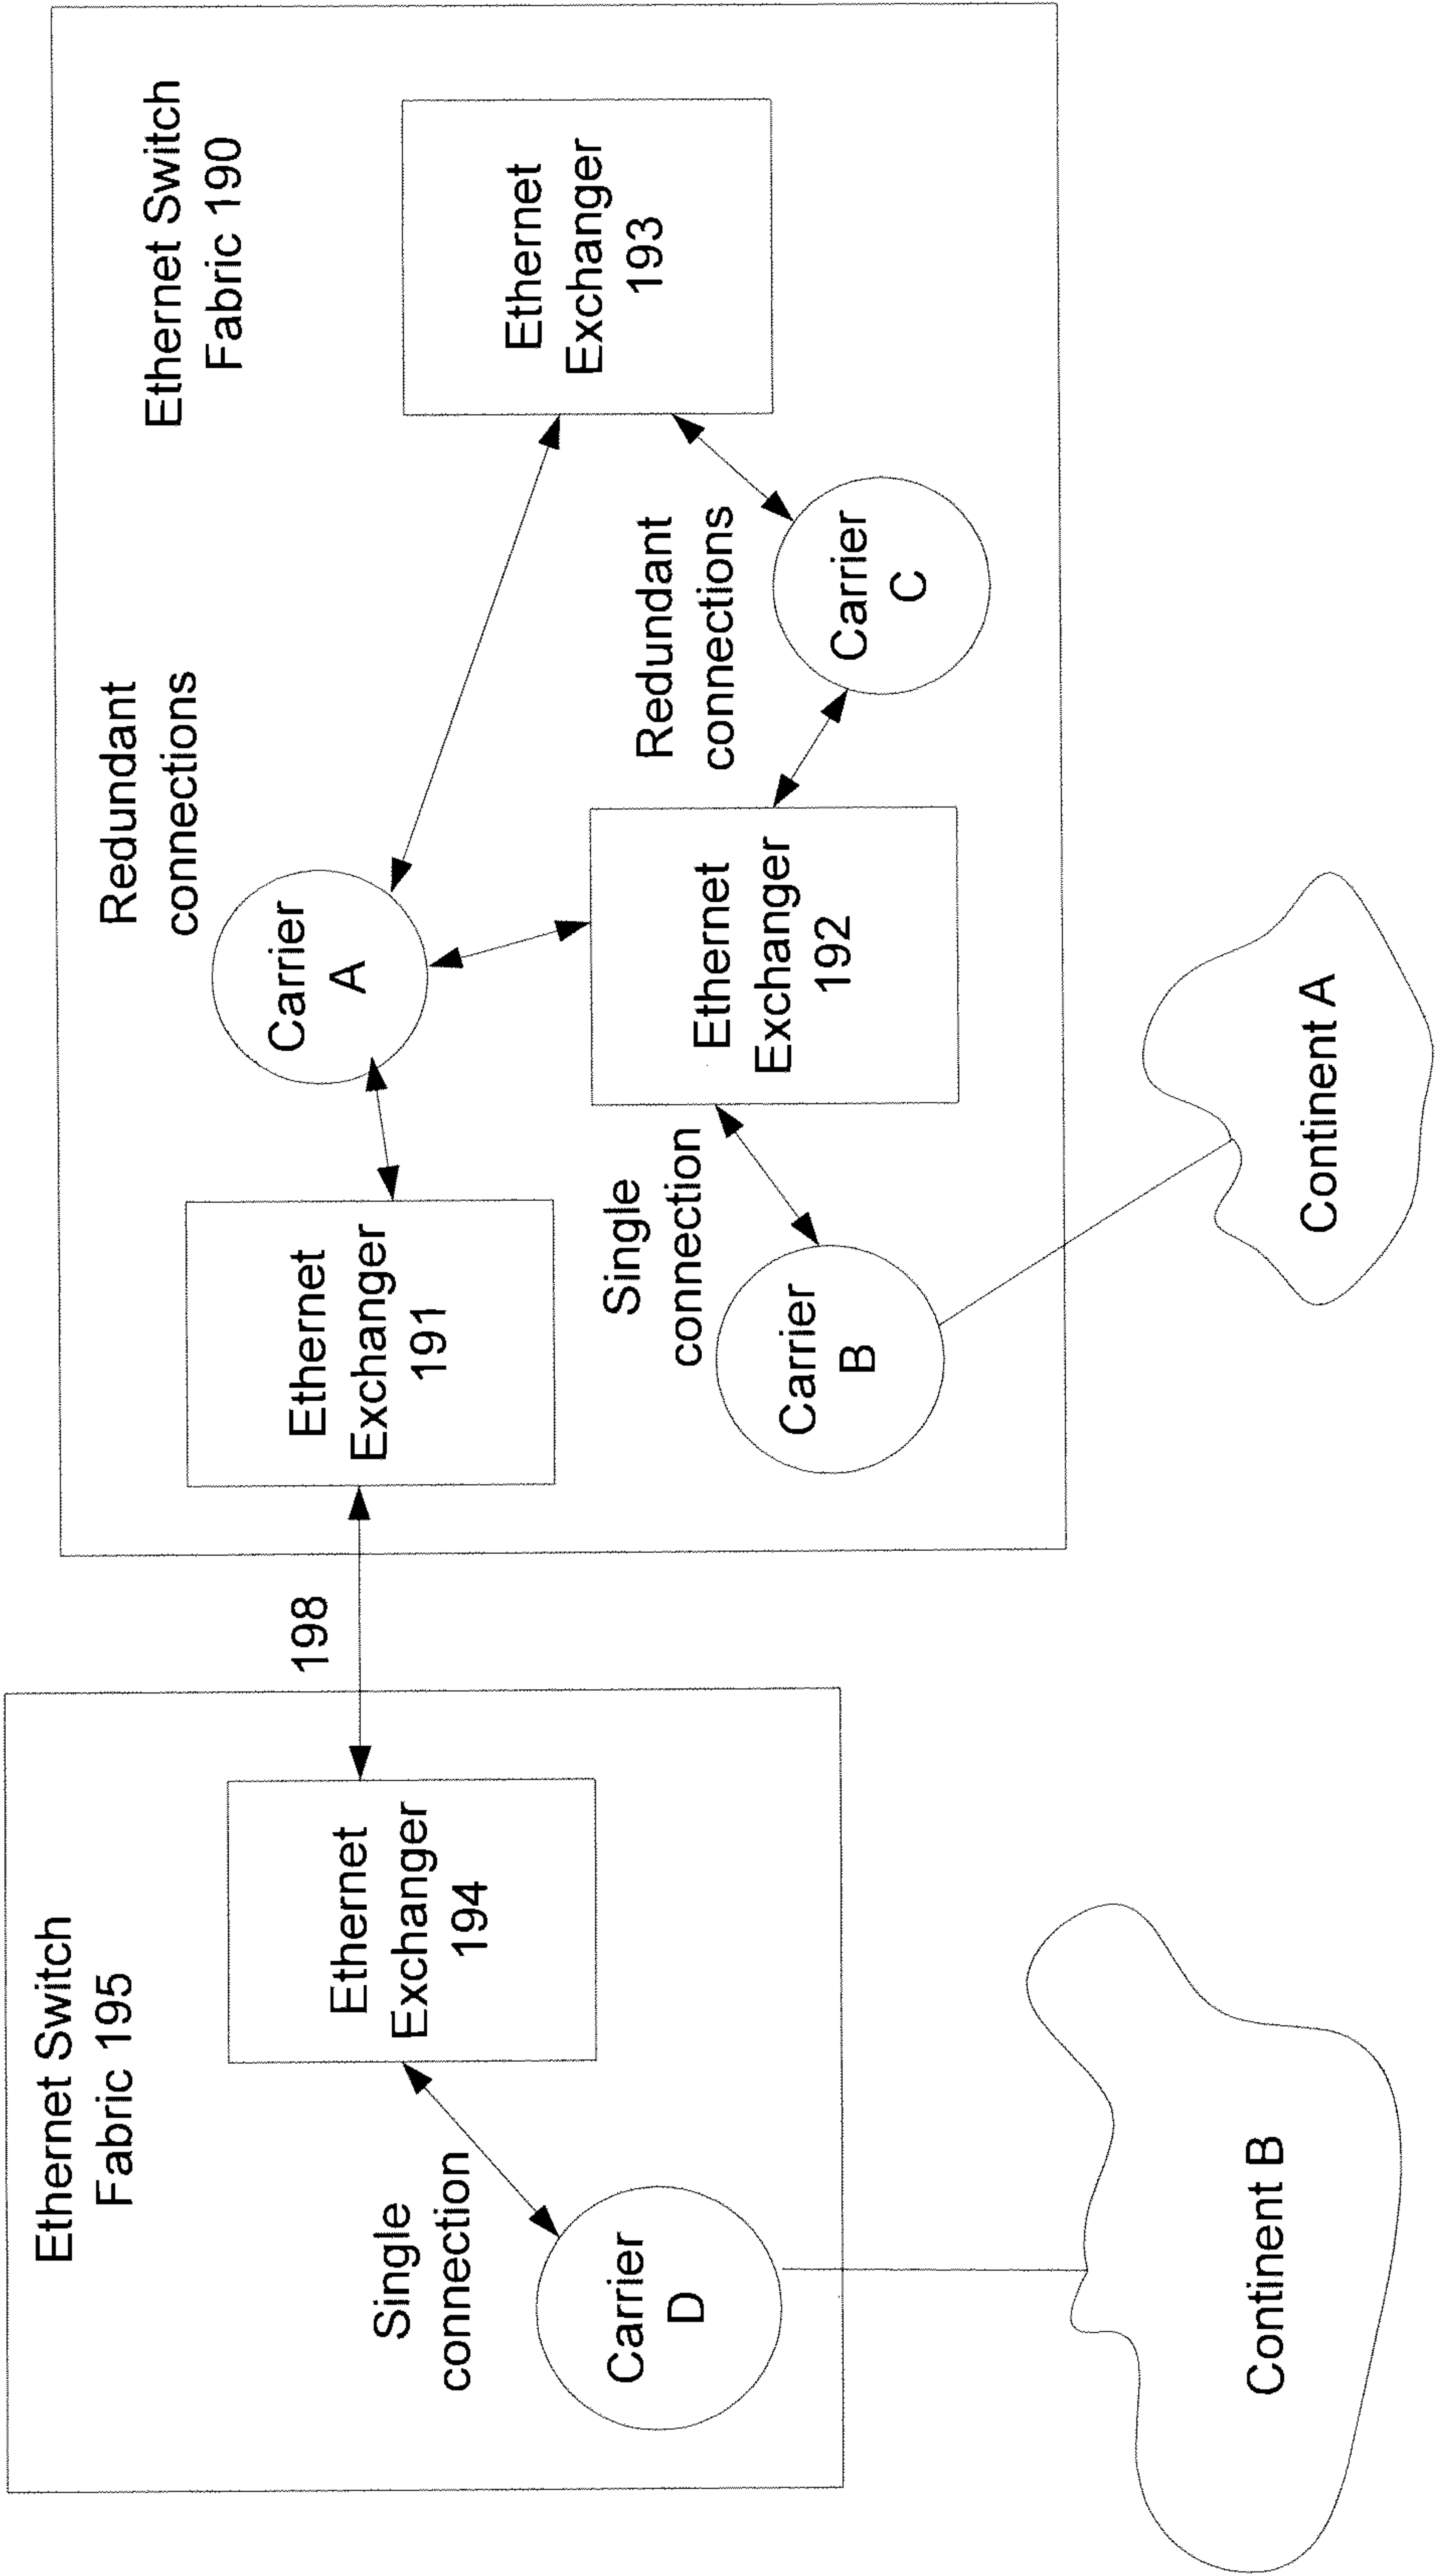 Ethernet Switch
Fabric 195
Ethernet
Exchanger
194
Single
connection
Carrier
D
Continent B
198
Ethernet Switch
Fabric 190
Redundant
connections
Carrier
A
Ethernet
Exchanger
191
Ethernet
Exchanger
193
Redundant
connections
Single
connection
Ethernet
Exchanger
192
Carrier
C
Carrier
B
Continent A